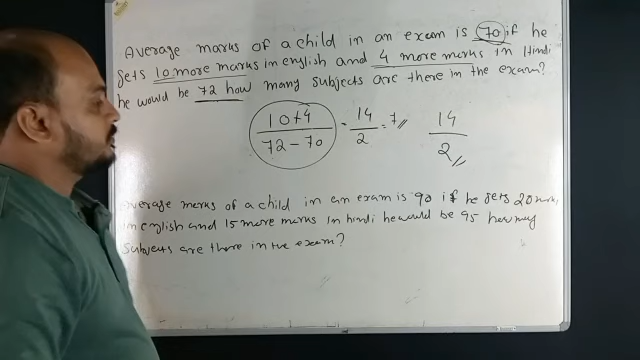 Average marks of a child in an exam is 70 if he
gets 10 more marks in english and 4 more marks in Hindi
he would be 72 how many subjects are there in the exam?
10+4 / 72-70 = 14/2 = 7 14/2
Average marks of a child in an exam is 90 if he gets 20 marks
in english and 15 more marks in hindi he would be 95 how many
subjects are there in the exam?